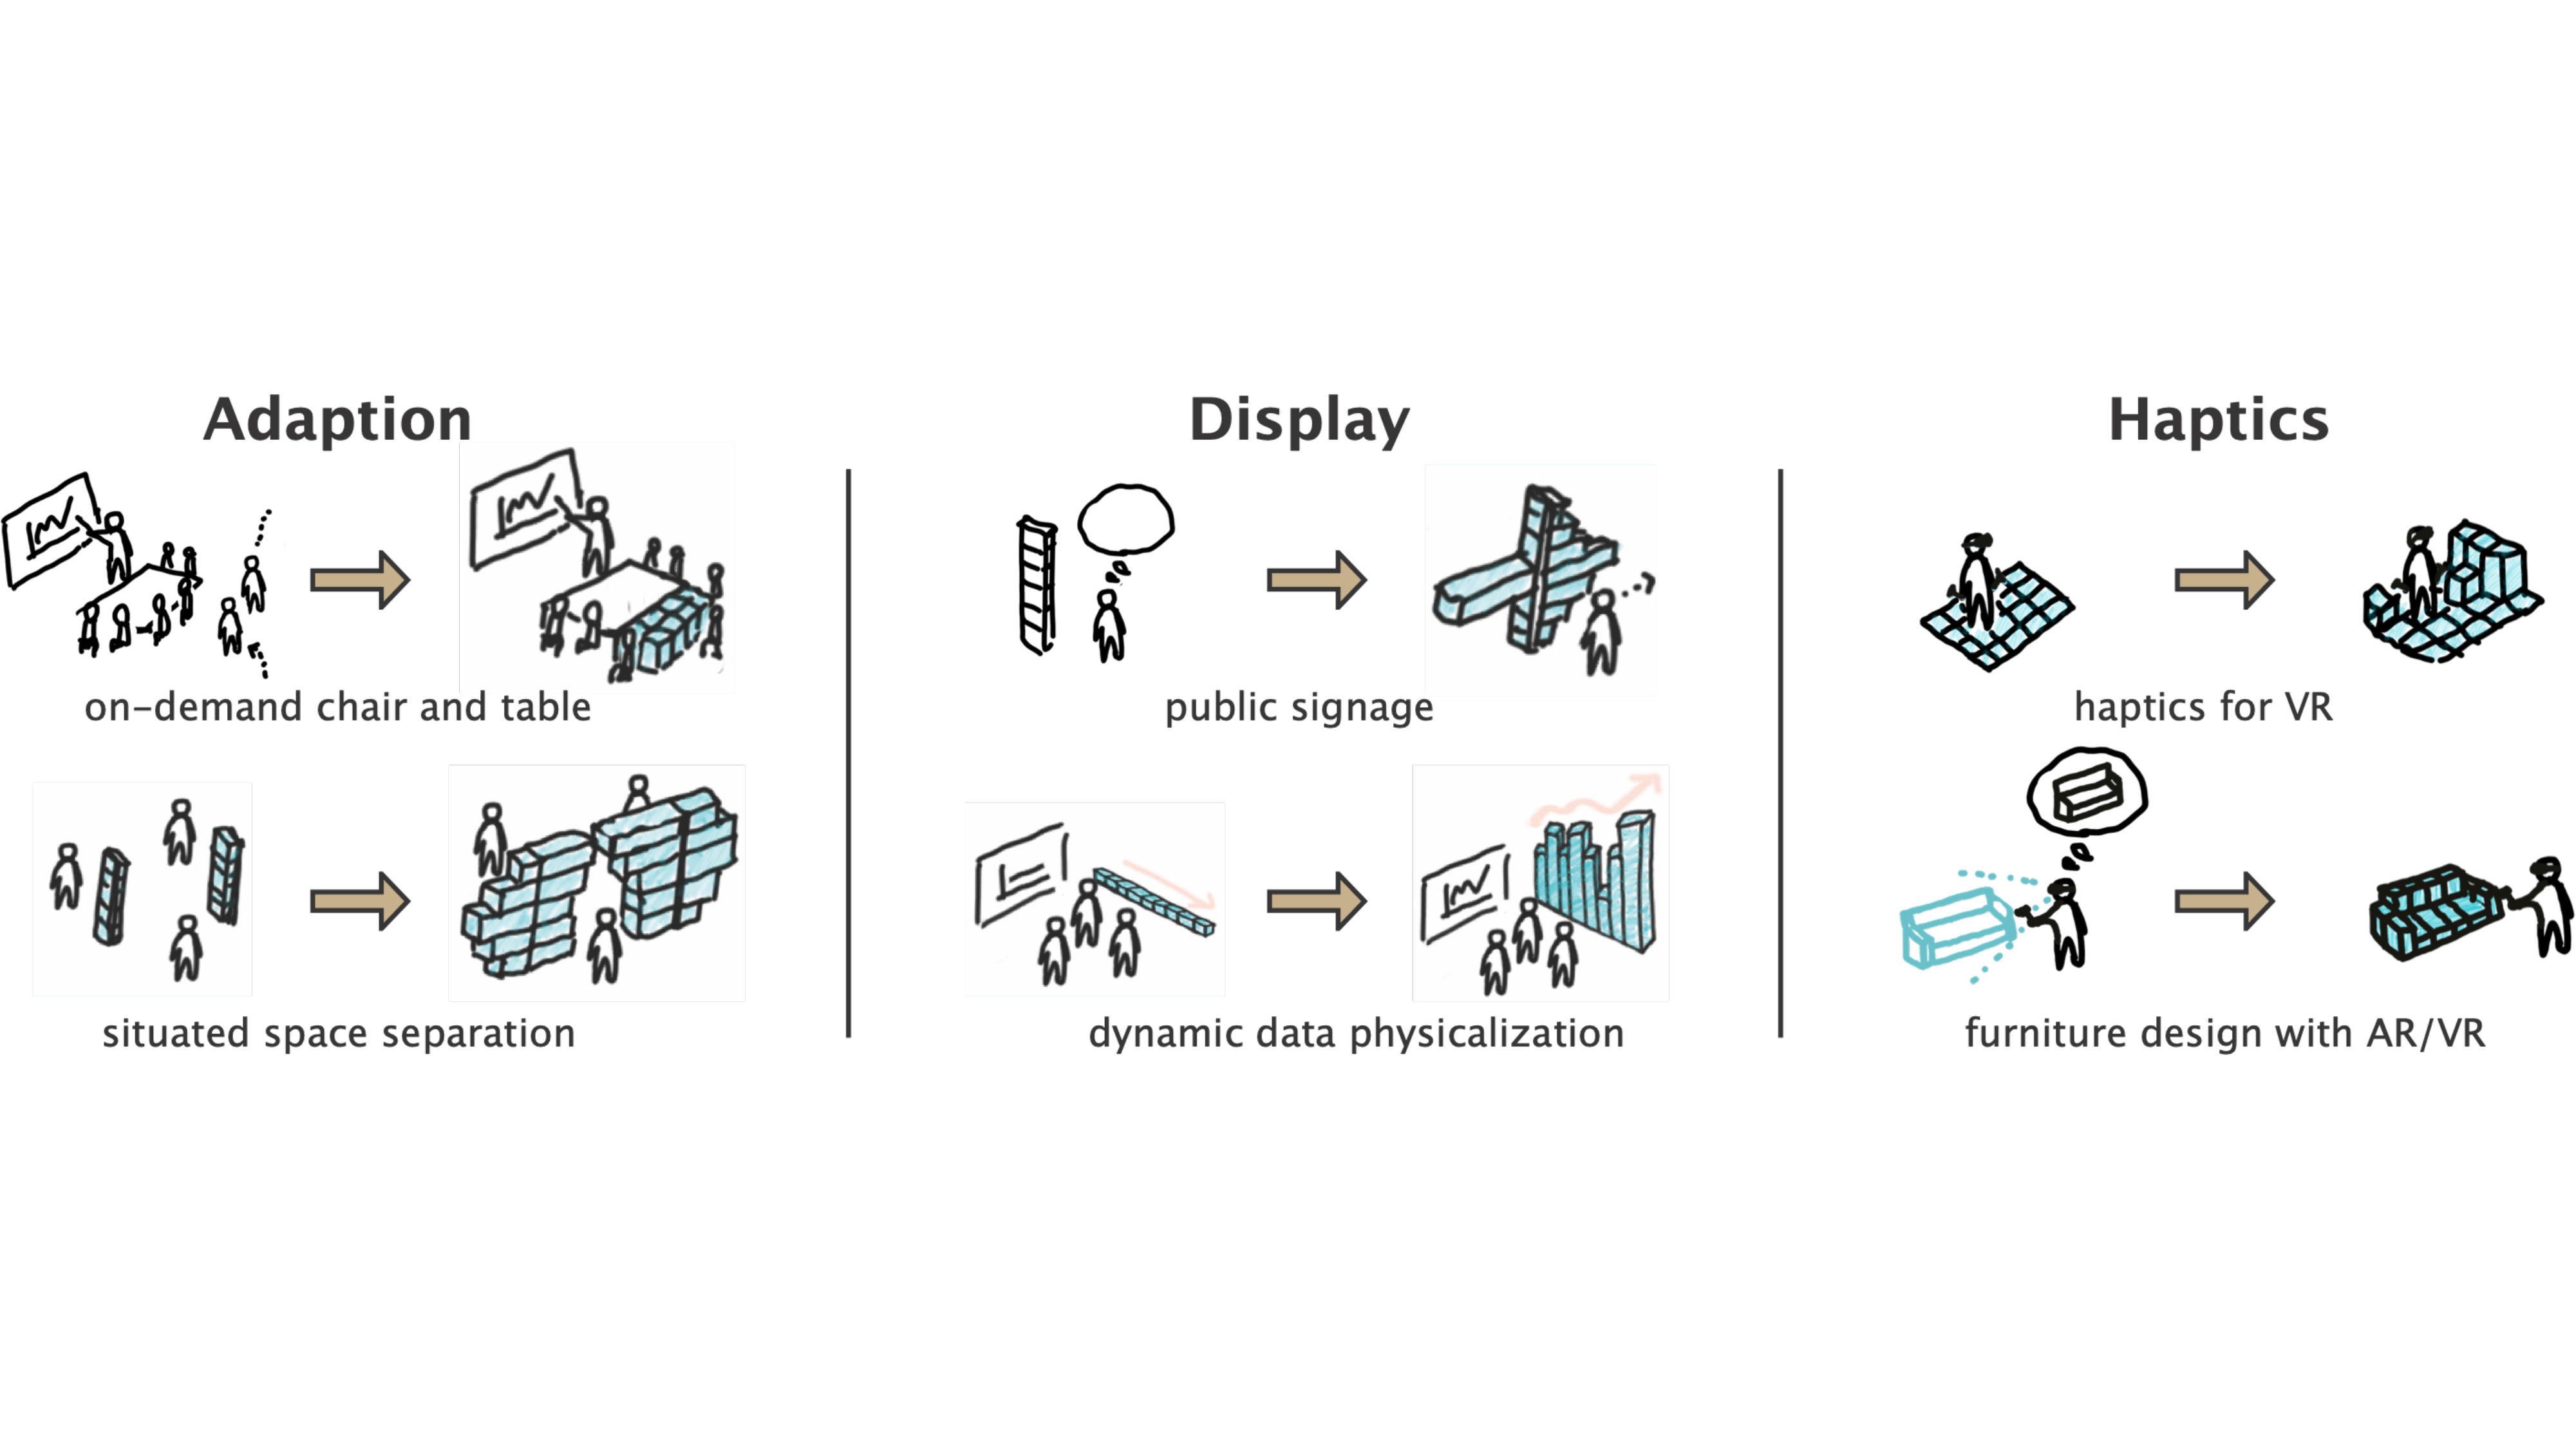 Adaption
on-demand chair and table
situated space separation
Display
public signage
dynamic data physicalization
Haptics
haptics for VR
furniture design with AR/VR